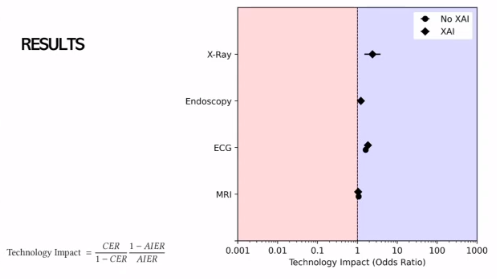 RESULTS
No XAI
XAI
X-Ray
Endoscopy
ECG
MRI
0.001 0.01 0.1 1 10 100 1000
Technology Impact (Odds Ratio)
Technology Impact = CER / 1 − CER 1 − AIER / AIER